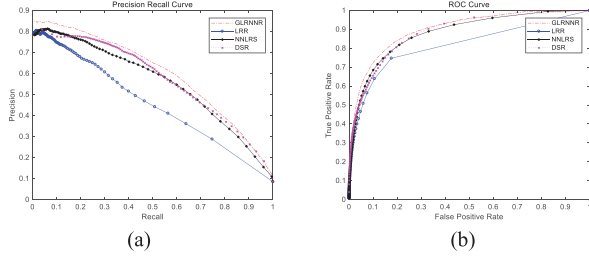 Precision Recall Curve
1
0.9
0.8
0.7
0.6
0.5
0.4
0.3
0.2
0.1
0
Precision
0 0.1 0.2 0.3 0.4 0.5 0.6 0.7 0.8 0.9 1
Recall
GLRNNR
LRR
NNLRS
DSR
(a)
ROC Curve
1
0.9
0.8
0.7
0.6
0.5
0.4
0.3
0.2
0.1
0
True Positive Rate
0 0.1 0.2 0.3 0.4 0.5 0.6 0.7 0.8 0.9 1
False Positive Rate
GLRNNR
LRR
NNLRS
DSR
(b)